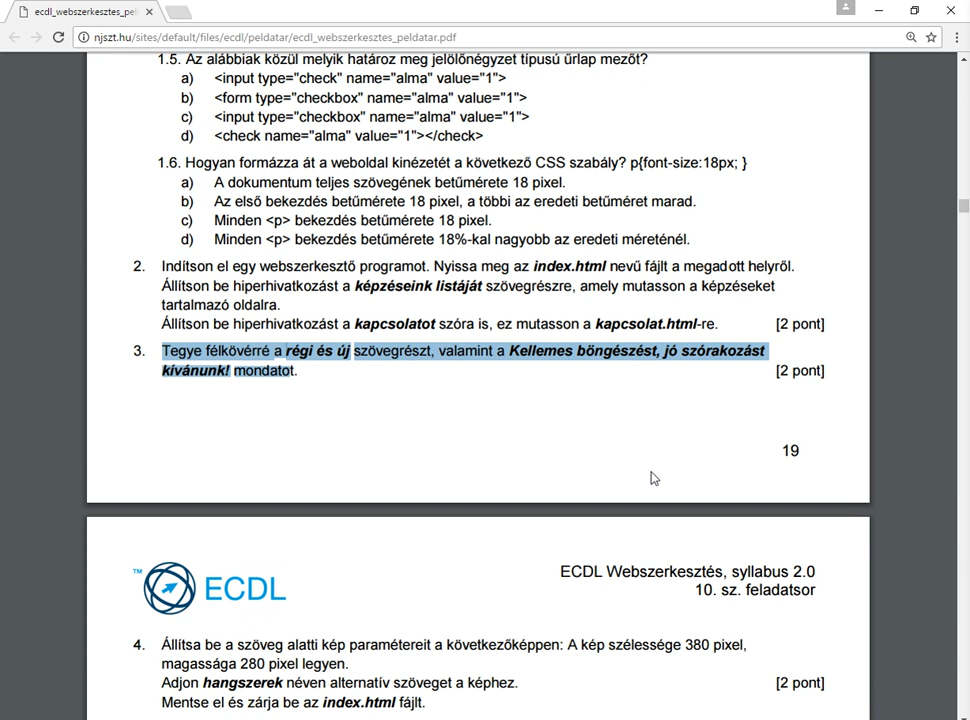 ecdl_webszerkesztes_pel
njszt.hu/sites/default/files/ecdl/peldatar/ecdl_webszerkesztes_peldatar.pdf
1.5. Az alábbiak közül melyik határoz meg jelölőnégyzet típusú űrlap mezőt?
a) <input type="check" name="alma" value="1">
b) <form type="checkbox" name="alma" value="1">
c) <input type="checkbox" name="alma" value="1">
d) <check name="alma" value="1"></check>
1.6. Hogyan formázza át a weboldal kinézetét a következő CSS szabály? p{font-size:18px; }
a) A dokumentum teljes szövegének betűmérete 18 pixel.
b) Az első bekezdés betűmérete 18 pixel, a többi az eredeti betűméret marad.
c) Minden <p> bekezdés betűmérete 18 pixel.
d) Minden <p> bekezdés betűmérete 18%-kal nagyobb az eredeti méreténél.
2. Indítson el egy webszerkesztő programot. Nyissa meg az index.html nevű fájlt a megadott helyről.
Állítson be hiperhivatkozást a képzéseink listáját szövegrészre, amely mutasson a képzéseket
tartalmazó oldalra.
Állítson be hiperhivatkozást a kapcsolatot szóra is, ez mutasson a kapcsolat.html-re. [2 pont]
3. Tegye félkövérré a régi és új szövegrészt, valamint a Kellemes böngészést, jó szórakozást
kívánunk! mondatot. [2 pont]
19
™ ECDL
ECDL Webszerkesztés, syllabus 2.0
10. sz. feladatsor
4. Állítsa be a szöveg alatti kép paramétereit a következőképpen: A kép szélessége 380 pixel,
magassága 280 pixel legyen.
Adjon hangszerek néven alternatív szöveget a képhez. [2 pont]
Mentse el és zárja be az index.html fájlt.